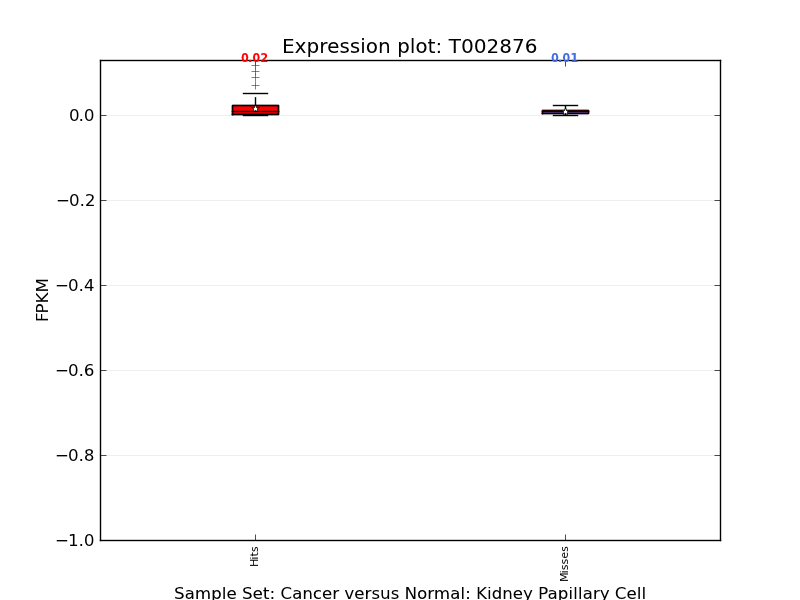 Expression plot: T002876
0.02
0.01
0.0
−0.2
−0.4
−0.6
−0.8
−1.0
FPKM
Hits
Misses
Sample Set: Cancer versus Normal: Kidney Papillary Cell